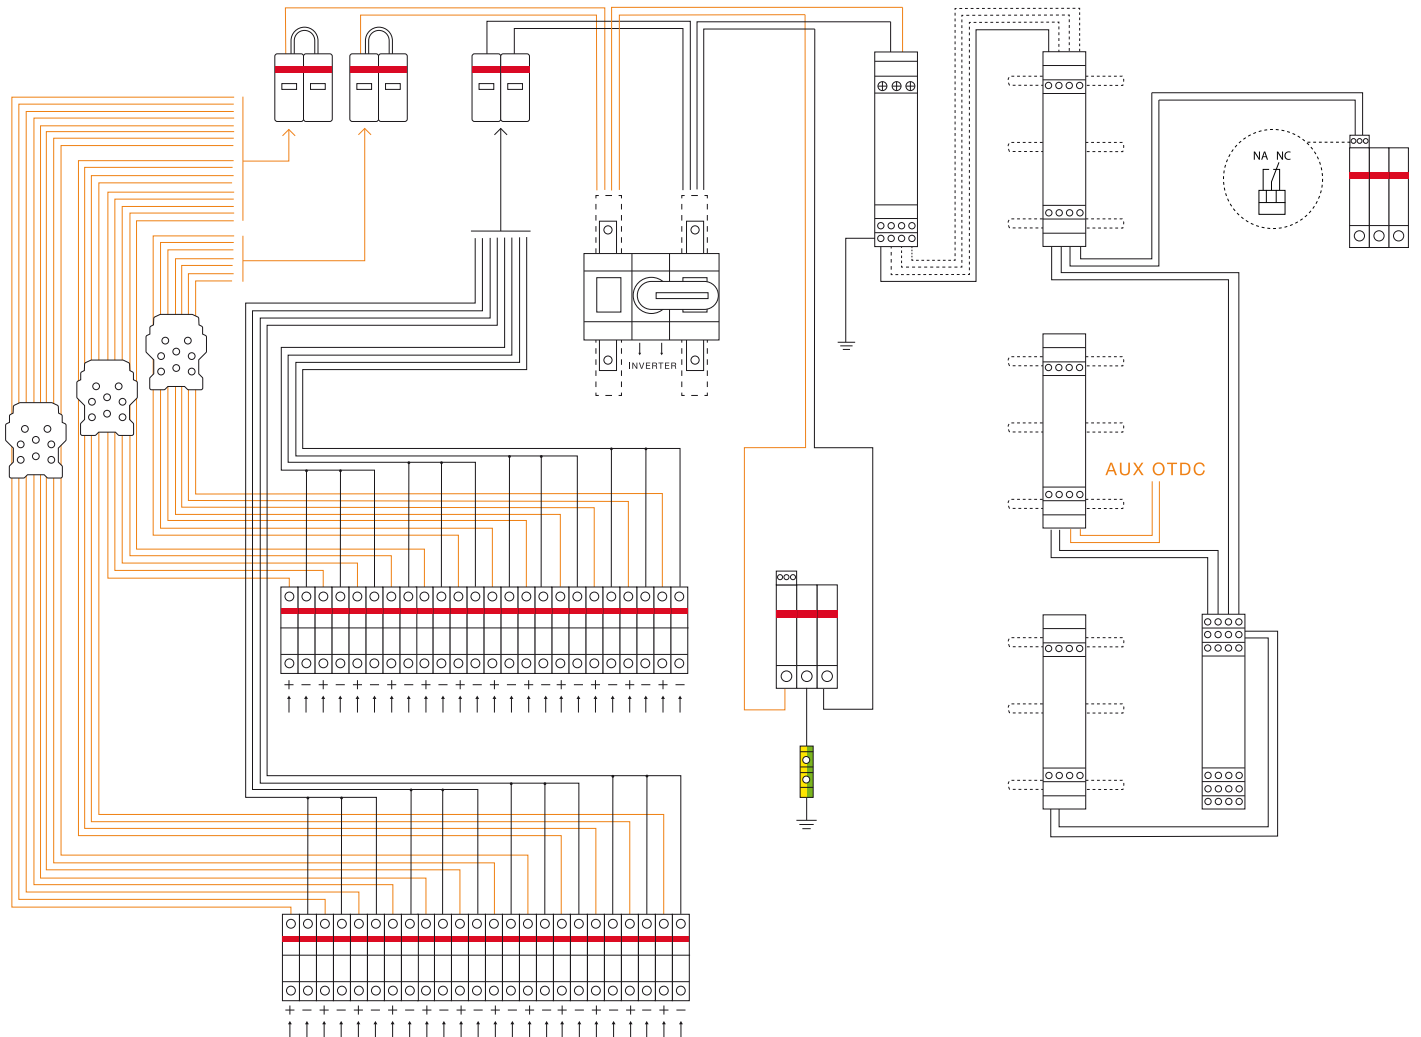 NA NC
INVERTER
AUX OTDC
+ − + − + − + − + − + − + − + − + − + − + − + −
+ − + − + − + − + − + − + − + − + − + − + − + −